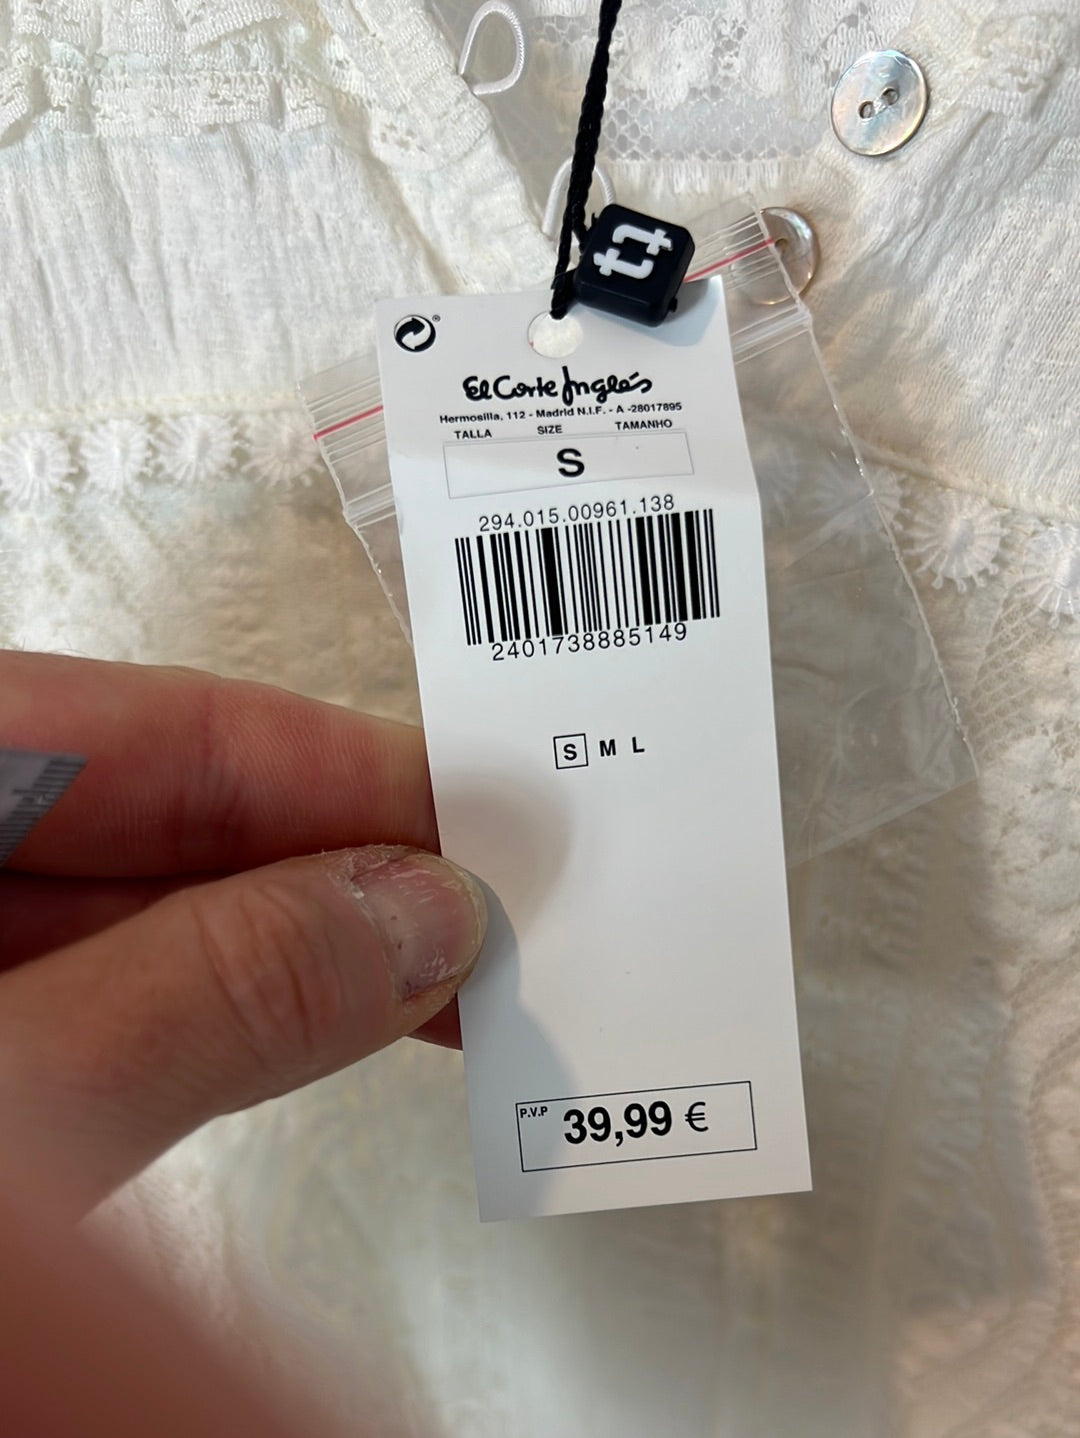 El Corte Inglés
Hermosilla, 112 - Madrid N.I.F. - A -28017895
TALLA SIZE TAMANHO
S
294.015.00961.138
2401738885149
S M L
P.V.P 39,99 €